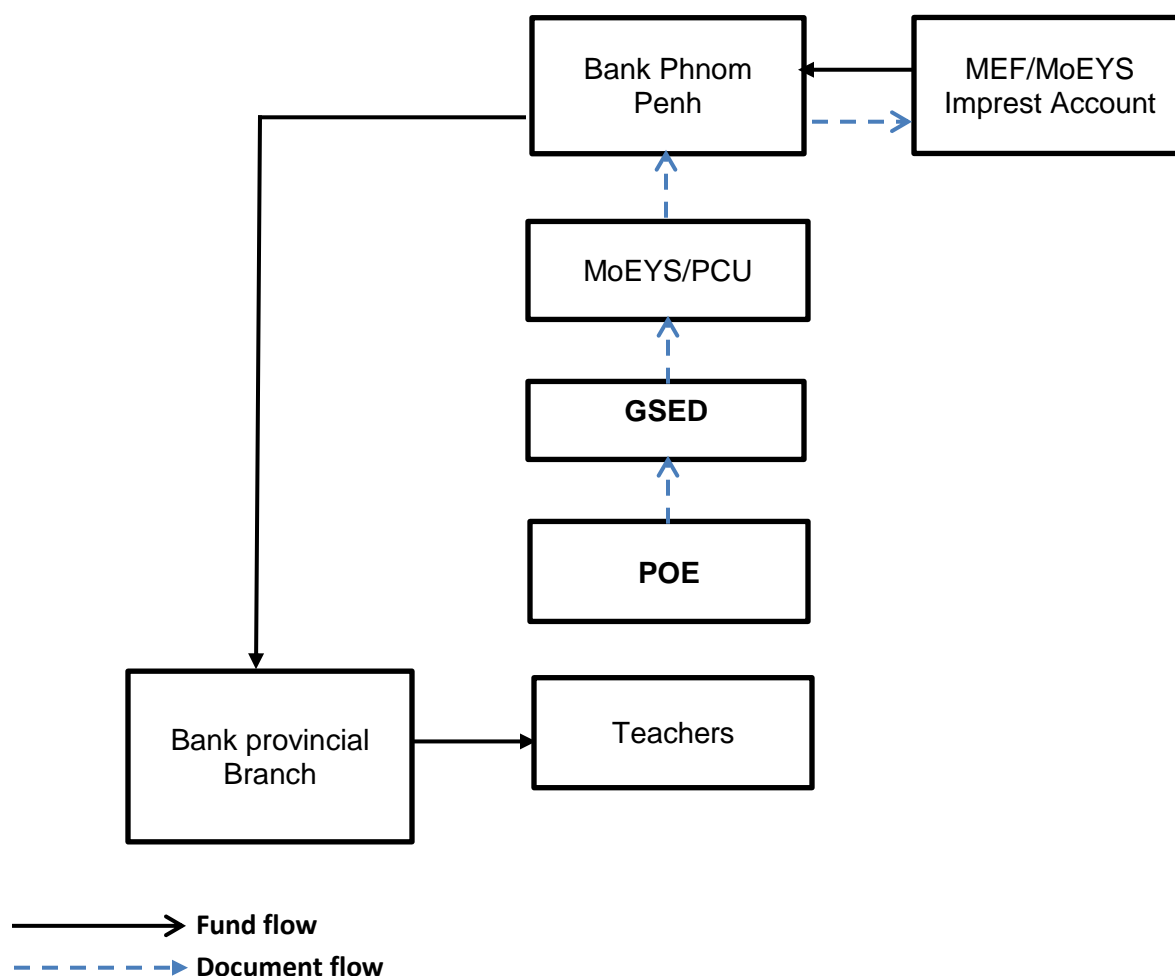 Bank Phnom
Penh
MEF/MoEYS
Imprest Account
MoEYS/PCU
GSED
POE
Bank provincial
Branch
Teachers
Fund flow
Document flow